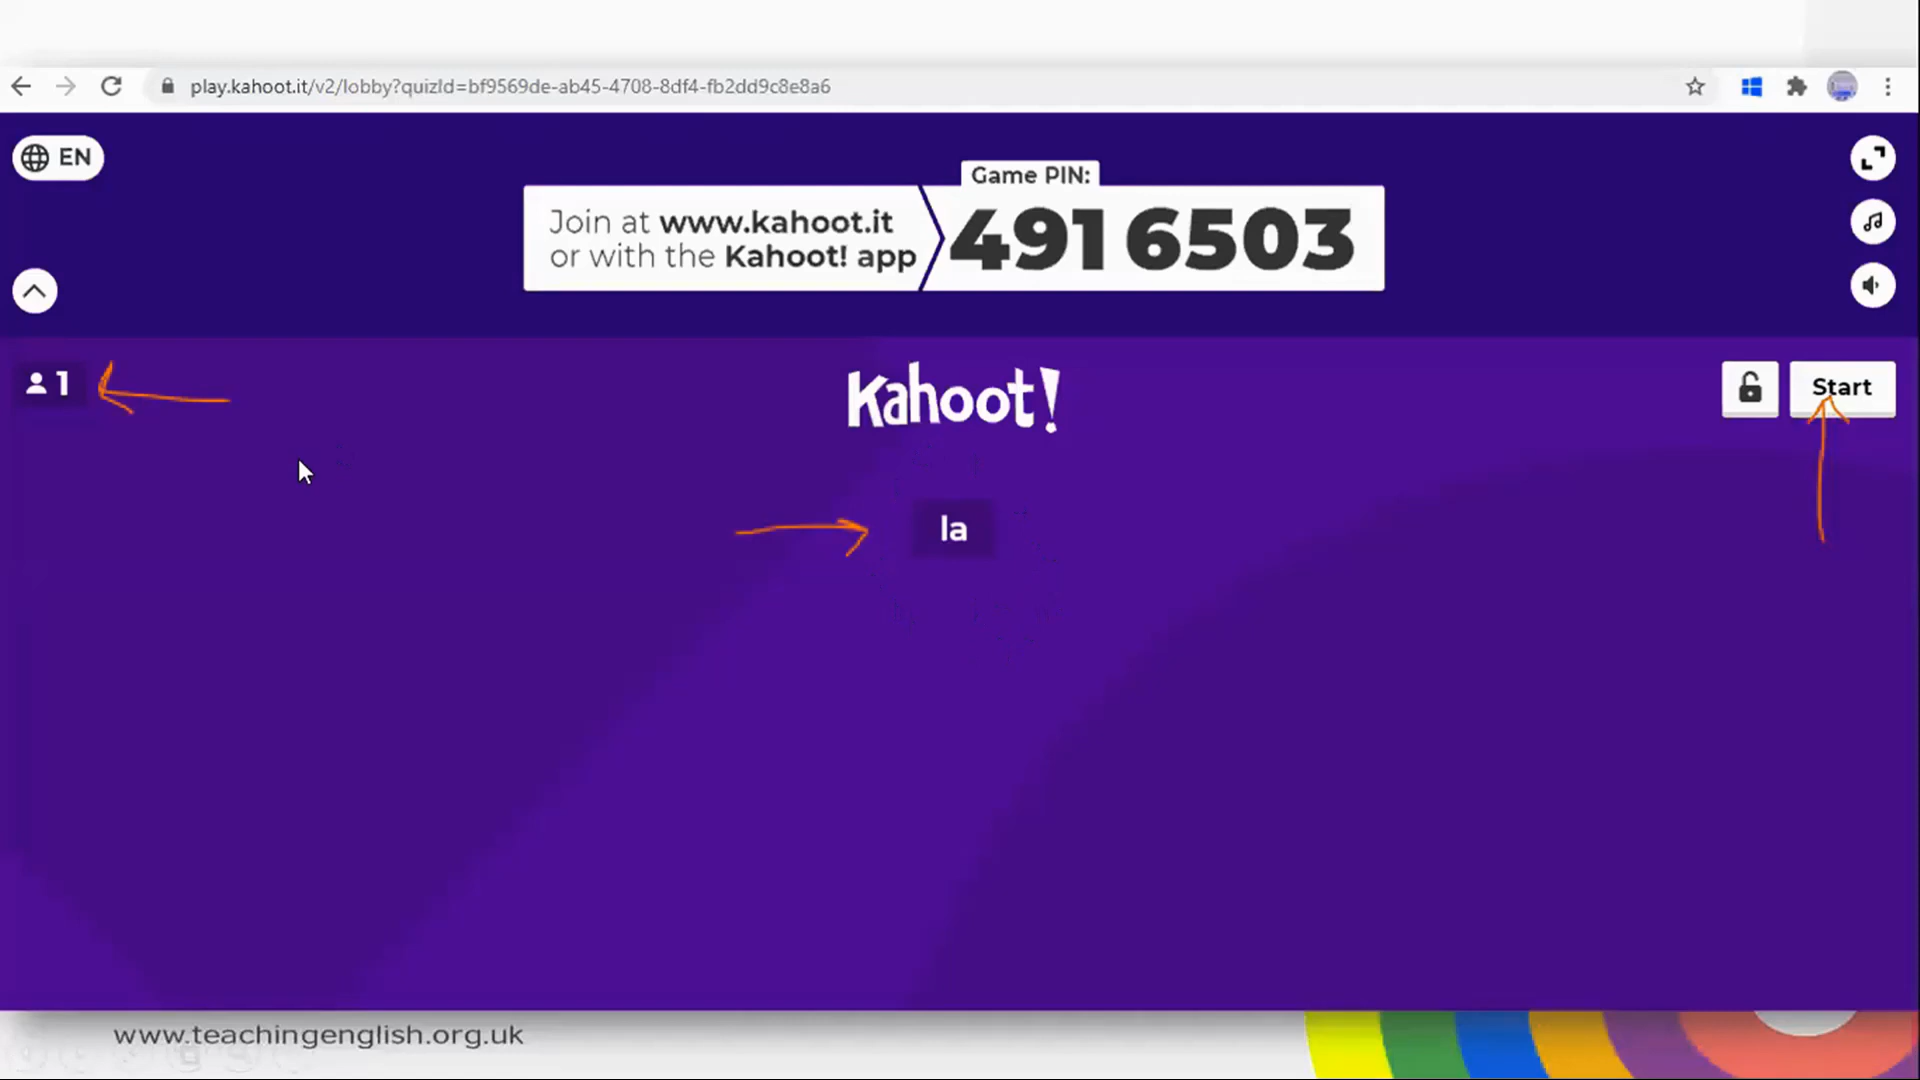 play.kahoot.it/v2/lobby?quizId=bf9569de-ab45-4708-8df4-fb2dd9c8e8a6
EN
Game PIN:
Join at www.kahoot.it
or with the Kahoot! app
491 6503
1
Kahoot!
Start
la
www.teachingenglish.org.uk